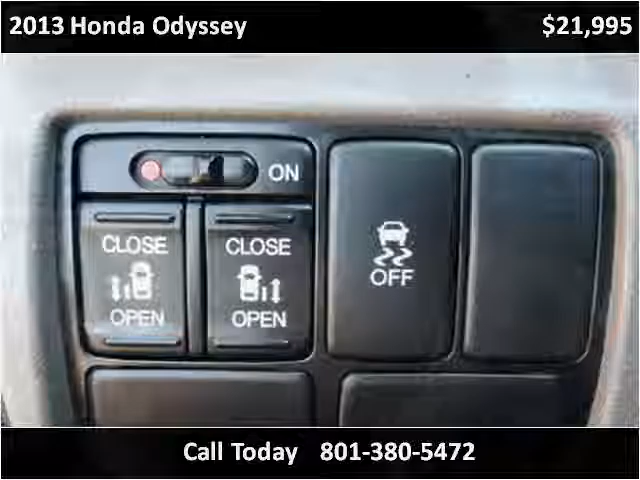 2013 Honda Odyssey $21,995
ON
CLOSE CLOSE
OFF
OPEN OPEN
Call Today 801-380-5472